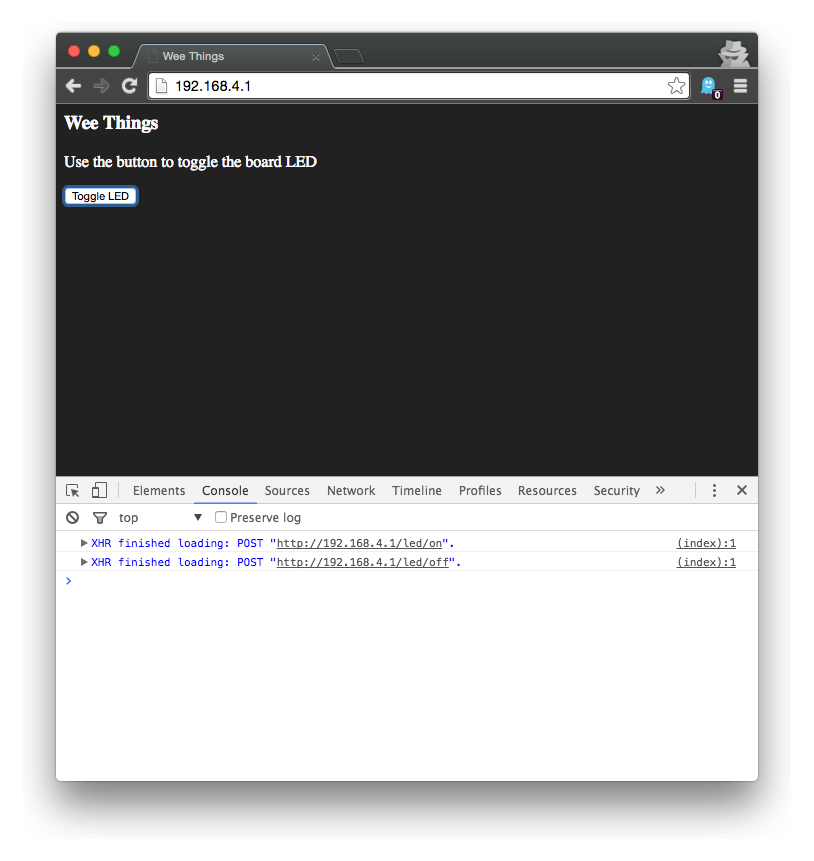 Wee Things
192.168.4.1
0
Wee Things
Use the button to toggle the board LED
Toggle LED
Elements Console Sources Network Timeline Profiles Resources Security »
top Preserve log
XHR finished loading: POST "http://192.168.4.1/led/on". (index):1
XHR finished loading: POST "http://192.168.4.1/led/off". (index):1